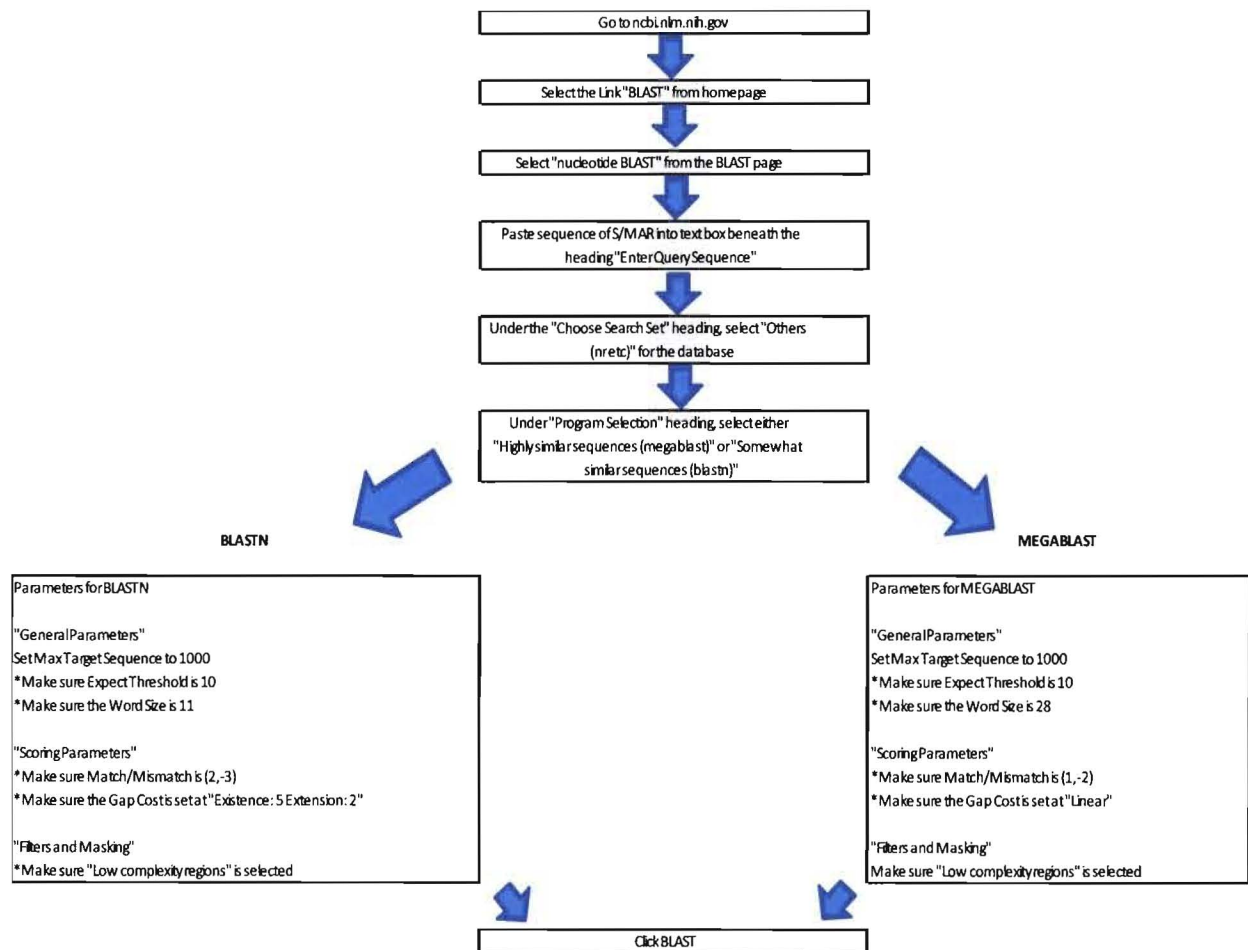 Go to ncbi.nlm.nih.gov
Select the Link "BLAST" from homepage
Select "nucleotide BLAST" from the BLAST page
Paste sequence of S/MAR into text box beneath the
heading "Enter Query Sequence"
Under the "Choose Search Set" heading, select "Others
(nr etc)" for the database
Under "Program Selection" heading, select either
"Highly similar sequences (megablast)" or "Somewhat
similar sequences (blastn)"
BLASTN
Parameters for BLASTN
"General Parameters"
Set Max Target Sequence to 1000
* Make sure Expect Threshold is 10
* Make sure the Word Size is 11
"Scoring Parameters"
* Make sure Match/Mismatch is (2,-3)
* Make sure the Gap Cost is set at "Existence: 5 Extension: 2"
"Filters and Masking"
* Make sure "Low complexity regions" is selected
MEGABLAST
Parameters for MEGABLAST
"General Parameters"
Set Max Target Sequence to 1000
* Make sure Expect Threshold is 10
* Make sure the Word Size is 28
"Scoring Parameters"
* Make sure Match/Mismatch is (1,-2)
* Make sure the Gap Cost is set at "Linear"
"Filters and Masking"
Make sure "Low complexity regions" is selected
Click BLAST